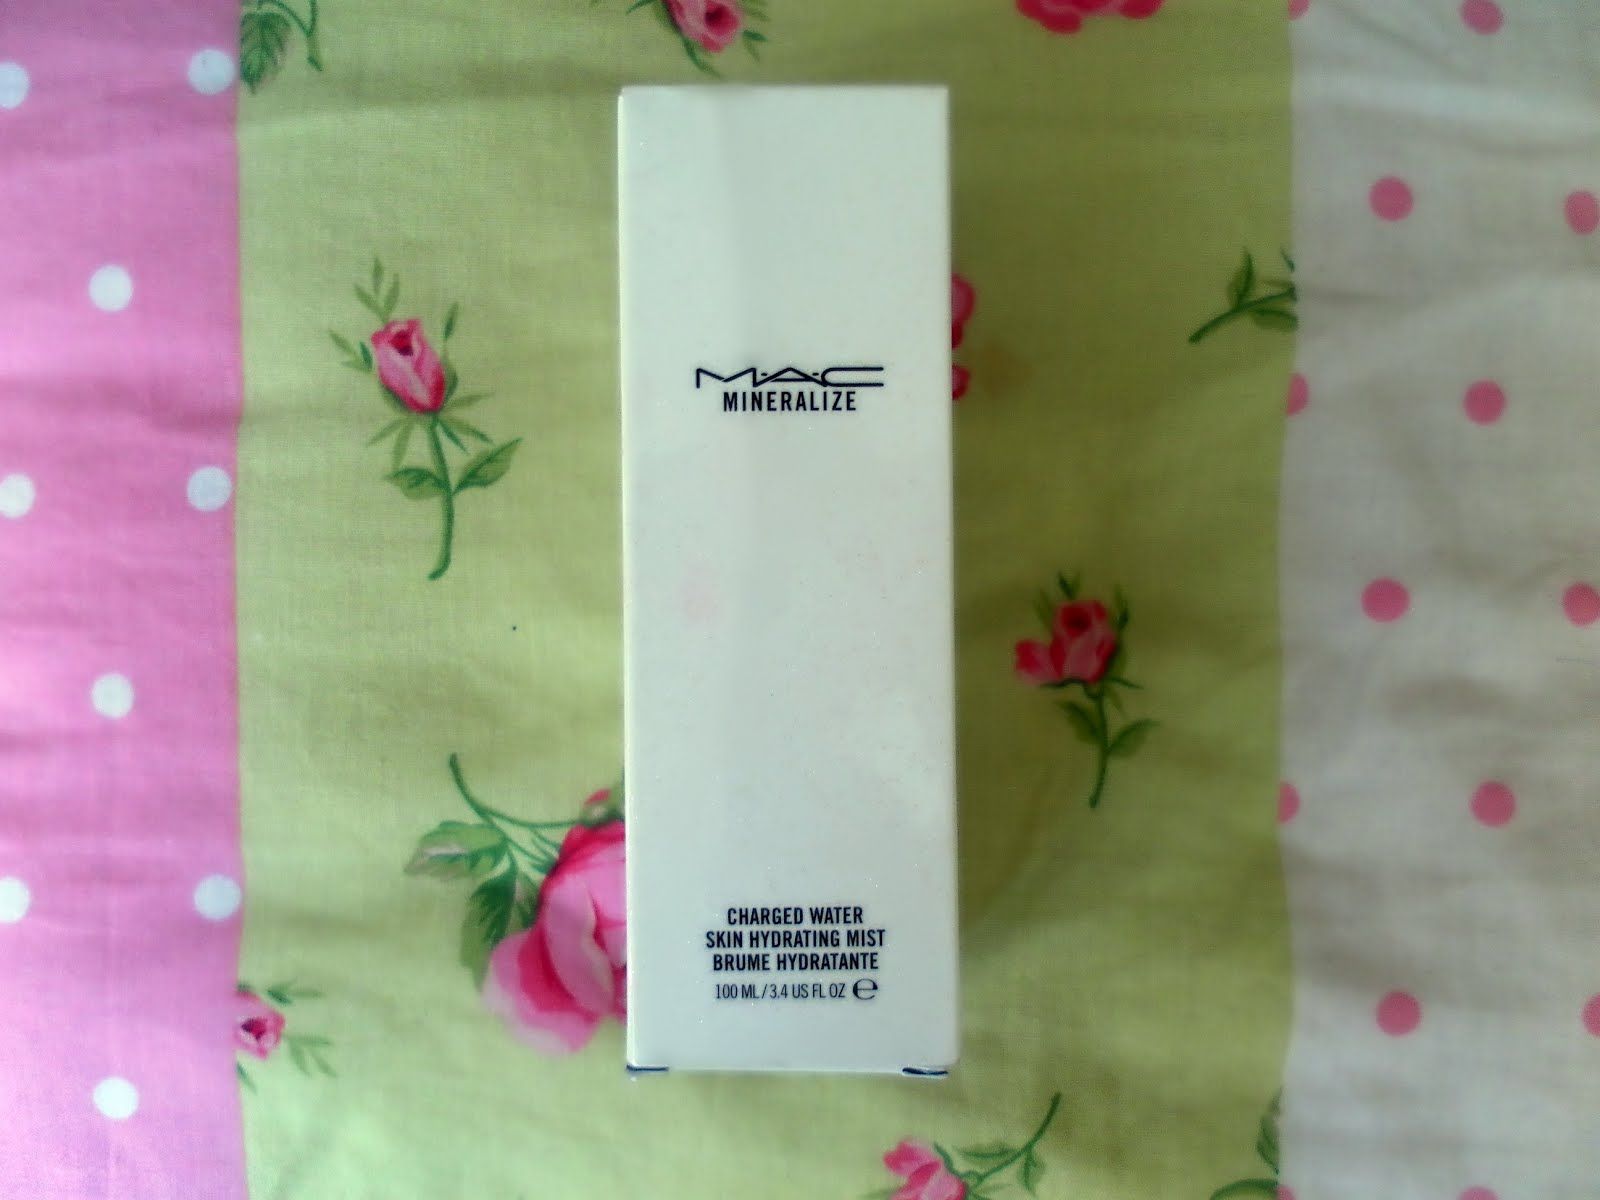 M·A·C
MINERALIZE
CHARGED WATER
SKIN HYDRATING MIST
BRUME HYDRATANTE
100 ML / 3.4 US FL OZ ℮